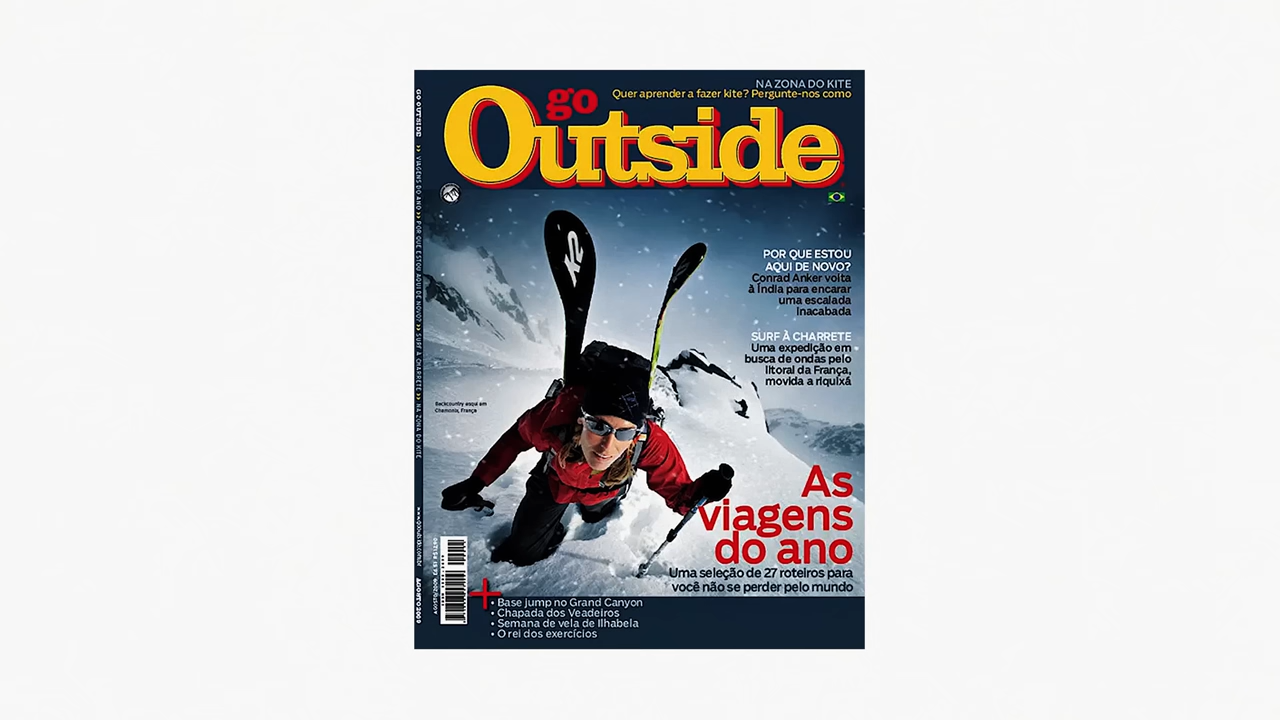 NA ZONA DO KITE
Quer aprender a fazer kite? Pergunte-nos como
go
Outside
K2
POR QUE ESTOU
AQUI DE NOVO?
Conrad Anker volta
à Índia para encarar
uma escalada
inacabada
SURF À CHARRETE
Uma expedição em
busca de ondas pelo
litoral da França,
movida a riquixá
Backcountry esqui em
Chamonix, França
As
viagens
do ano
Uma seleção de 27 roteiros para
você não se perder pelo mundo
+
• Base jump no Grand Canyon
• Chapada dos Veadeiros
• Semana de vela de Ilhabela
• O rei dos exercícios
GO OUTSIDE >> VIAGENS DO ANO >> POR QUE ESTOU AQUI DE NOVO? >> SURF À CHARRETE >> NA ZONA DO KITE
AGOSTO 2009